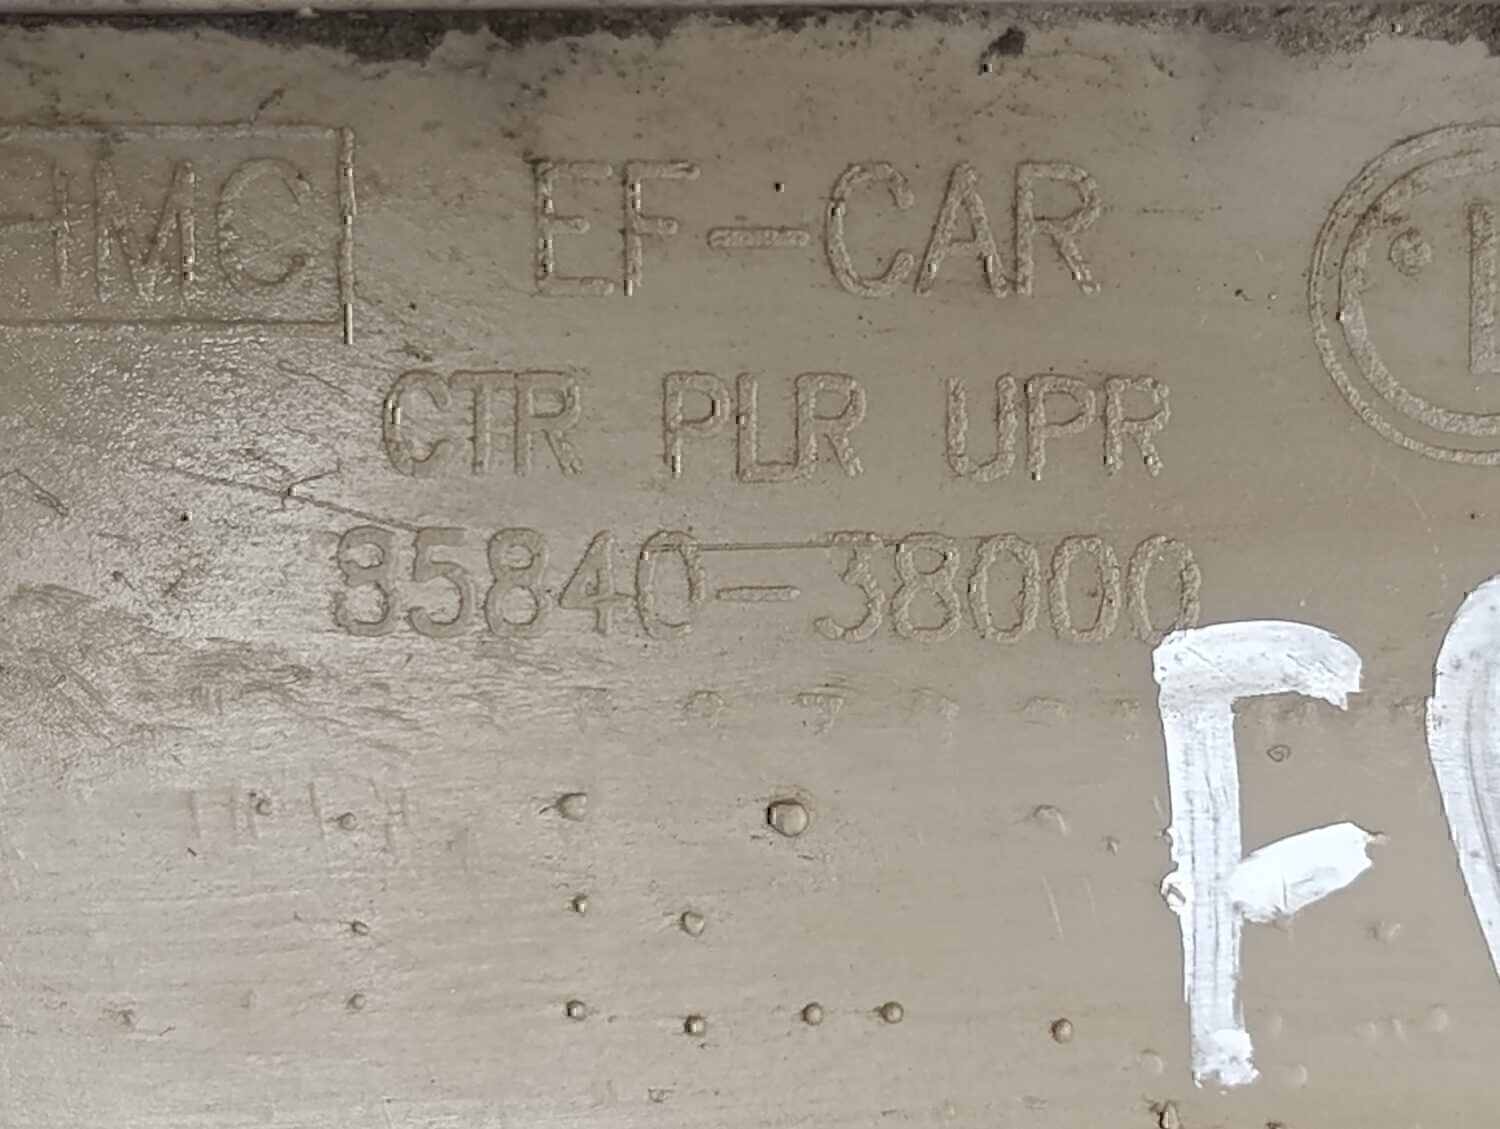 HMC EF-CAR
CTR PLR UPR
85840-38000
F